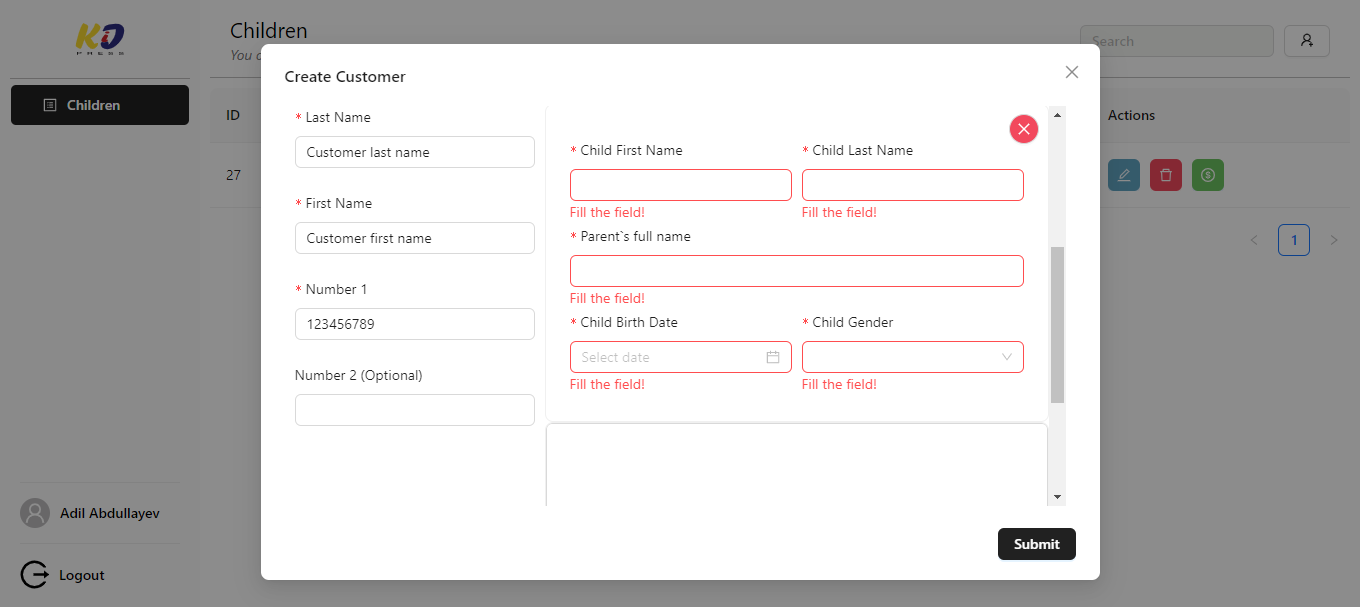 KD
PRESS
Children
You c
Search
Children
ID
Actions
27
1
Create Customer
* Last Name
Customer last name
* First Name
Customer first name
* Number 1
123456789
Number 2 (Optional)
* Child First Name
* Child Last Name
Fill the field!
Fill the field!
* Parent`s full name
Fill the field!
* Child Birth Date
* Child Gender
Select date
Fill the field!
Fill the field!
Submit
Adil Abdullayev
Logout